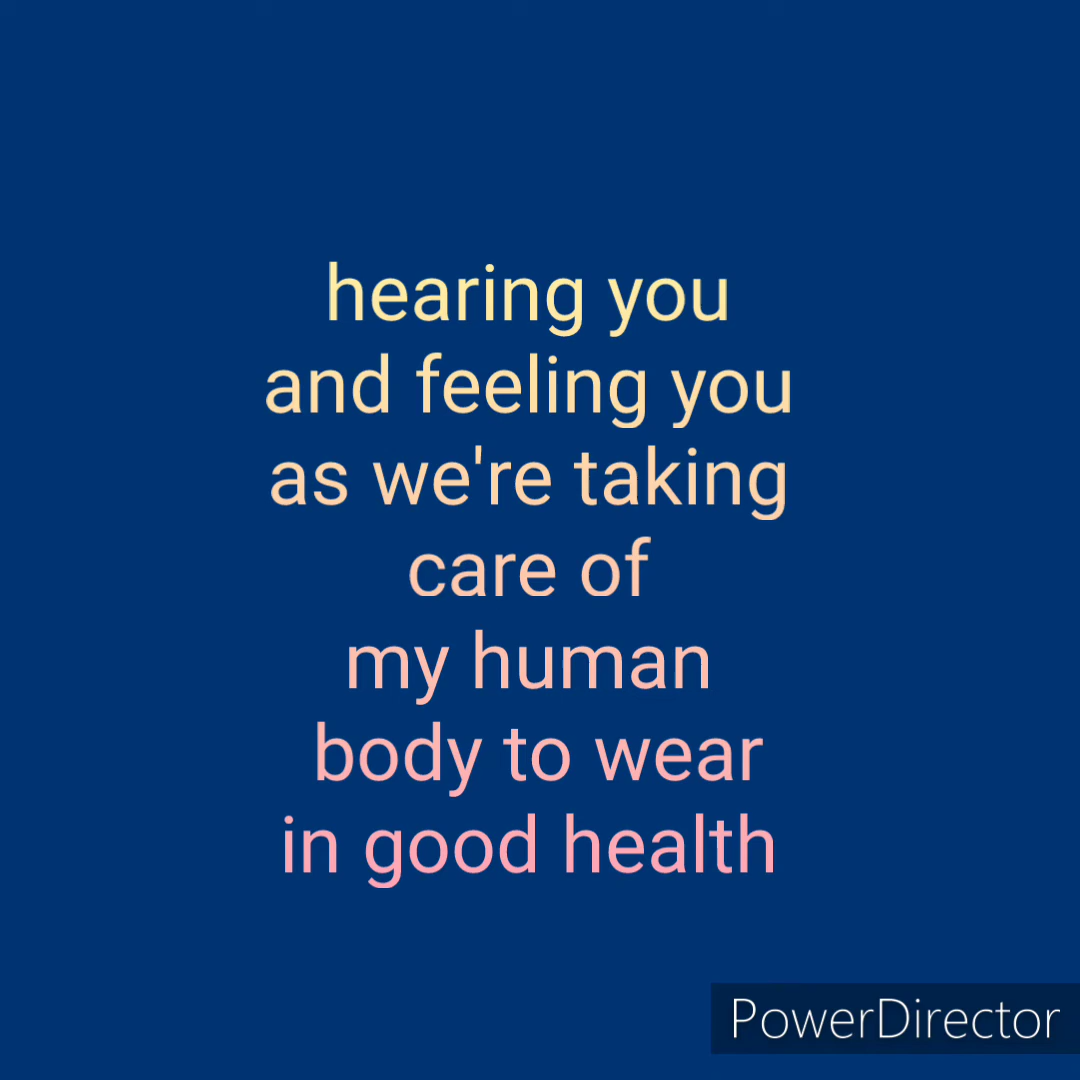 hearing you
and feeling you
as we're taking
care of
my human
body to wear
in good health
PowerDirector